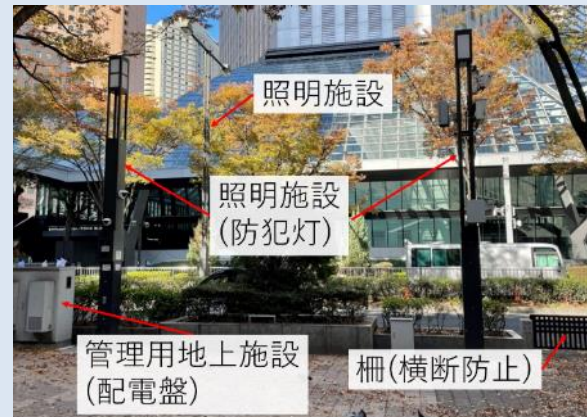 照明施設
照明施設
(防犯灯)
管理用地上施設
(配電盤)
柵(横断防止)